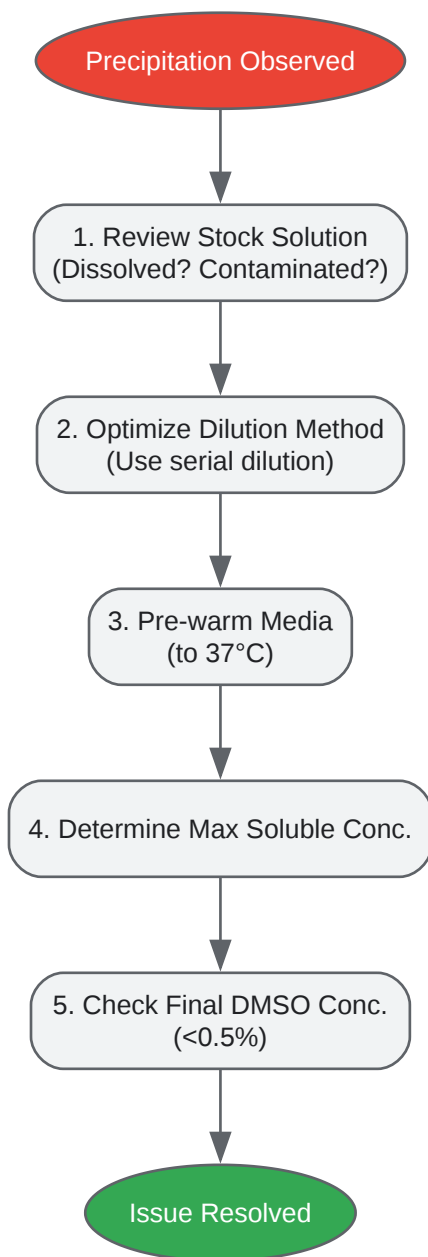 Precipitation Observed
1. Review Stock Solution
(Dissolved? Contaminated?)
2. Optimize Dilution Method
(Use serial dilution)
3. Pre-warm Media
(to 37°C)
4. Determine Max Soluble Conc.
5. Check Final DMSO Conc.
(<0.5%)
Issue Resolved